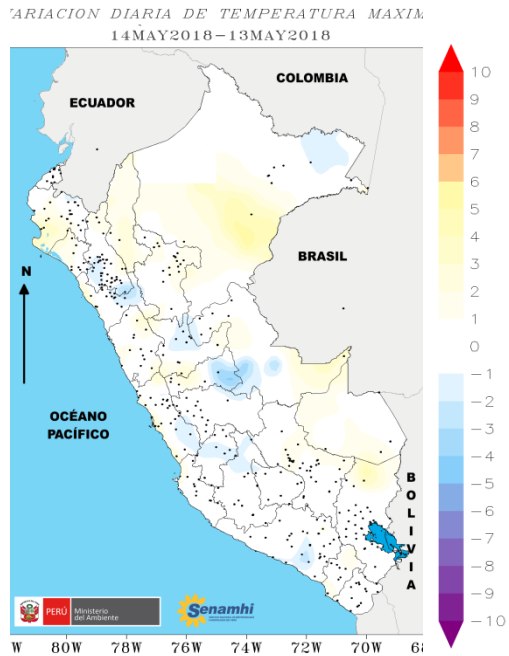 VARIACION DIARIA DE TEMPERATURA MAXIM
14MAY2018−13MAY2018
COLOMBIA
ECUADOR
BRASIL
N
OCÉANO
PACÍFICO
B
O
L
I
V
I
A
PERÚ
Ministerio
del Ambiente
Senamhi
W 80W 78W 76W 74W 72W 70W 68
10
9
8
7
6
5
4
3
2
1
0
−1
−2
−3
−4
−5
−6
−7
−8
−9
−10